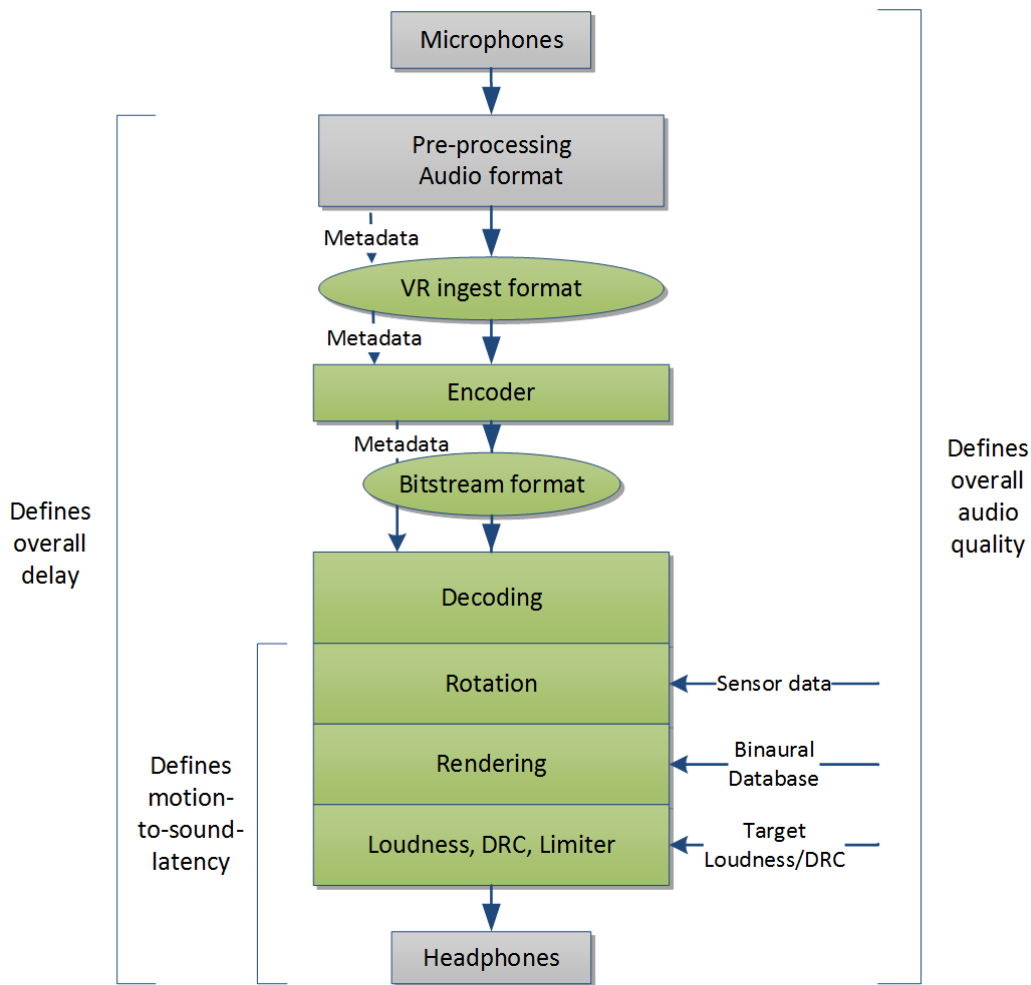 Microphones
Pre-processing
Audio format
Metadata
VR ingest format
Metadata
Encoder
Metadata
Bitstream format
Defines
overall
delay
Defines
overall
audio
quality
Decoding
Rotation
Sensor data
Defines
motion-
to-sound-
latency
Rendering
Binaural
Database
Loudness, DRC, Limiter
Target
Loudness/DRC
Headphones